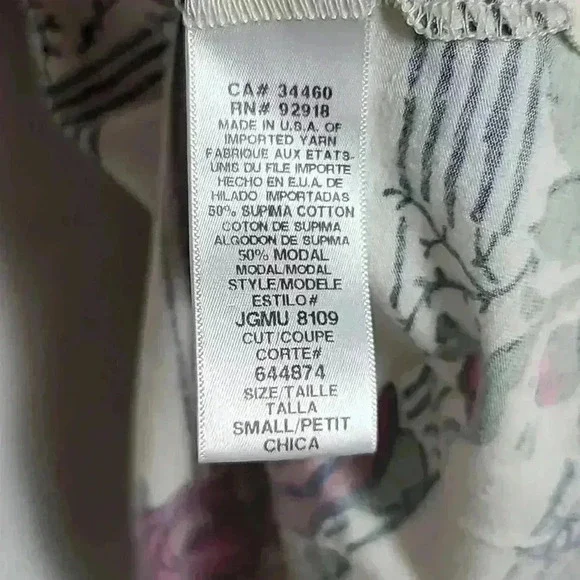 CA# 34460
RN# 92918
MADE IN U.S.A. OF
IMPORTED YARN
FABRIQUE AUX ETATS-
UNIS DU FILE IMPORTE
HECHO EN E.U.A. DE
HILADO IMPORTADAS
50% SUPIMA COTTON
COTON DE SUPIMA
ALGODON DE SUPIMA
50% MODAL
MODAL/MODAL
STYLE/MODELE
ESTILO#
JGMU 8109
CUT/COUPE
CORTE#
644874
SIZE/TAILLE
TALLA
SMALL/PETIT
CHICA